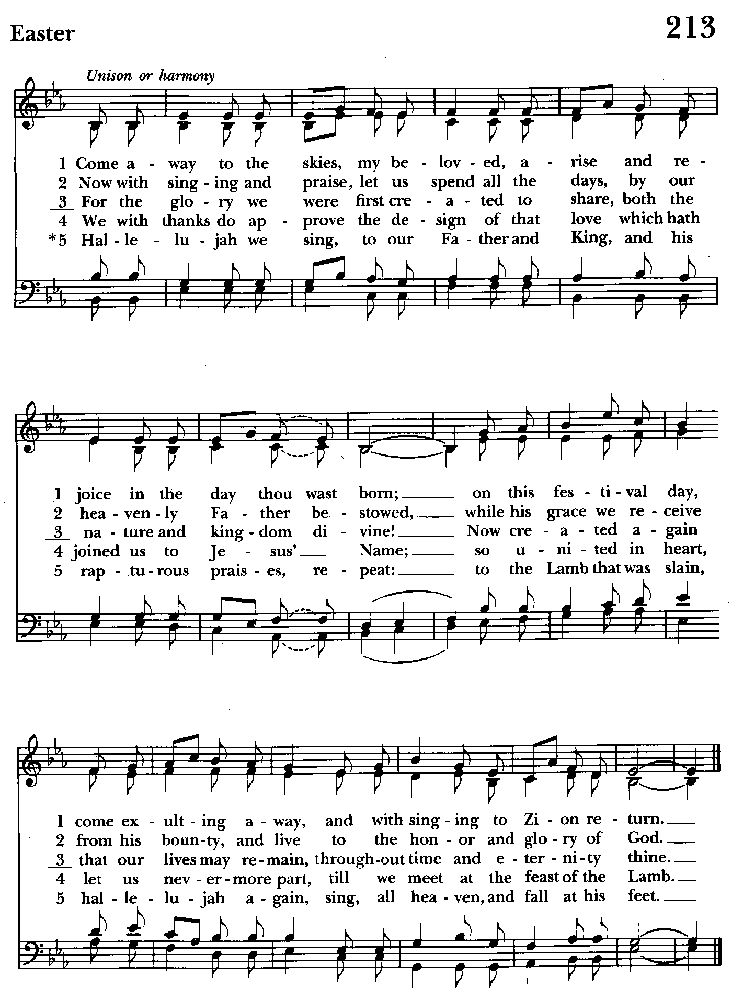 Easter
213
Unison or harmony
1 Come a - way to the skies, my be - lov - ed, a - rise and re -
2 Now with sing - ing and praise, let us spend all the days, by our
3 For the glo - ry we were first cre - a - ted to share, both the
4 We with thanks do ap - prove the de - sign of that love which hath
*5 Hal - le - lu - jah we sing, to our Fa - ther and King, and his
1 joice in the day thou wast born; on this fes - ti - val day,
2 hea - ven - ly Fa - ther be - stowed, while his grace we re - ceive
3 na - ture and king - dom di - vine! Now cre - a - ted a - gain
4 joined us to Je - sus' Name; so u - ni - ted in heart,
5 rap - tu - rous prais - es, re - peat: to the Lamb that was slain,
1 come ex - ult - ing a - way, and with sing - ing to Zi - on re - turn.
2 from his boun - ty, and live to the hon - or and glo - ry of God.
3 that our lives may re - main, through - out time and e - ter - ni - ty thine.
4 let us nev - er - more part, till we meet at the feast of the Lamb.
5 hal - le - lu - jah a - gain, sing, all hea - ven, and fall at his feet.